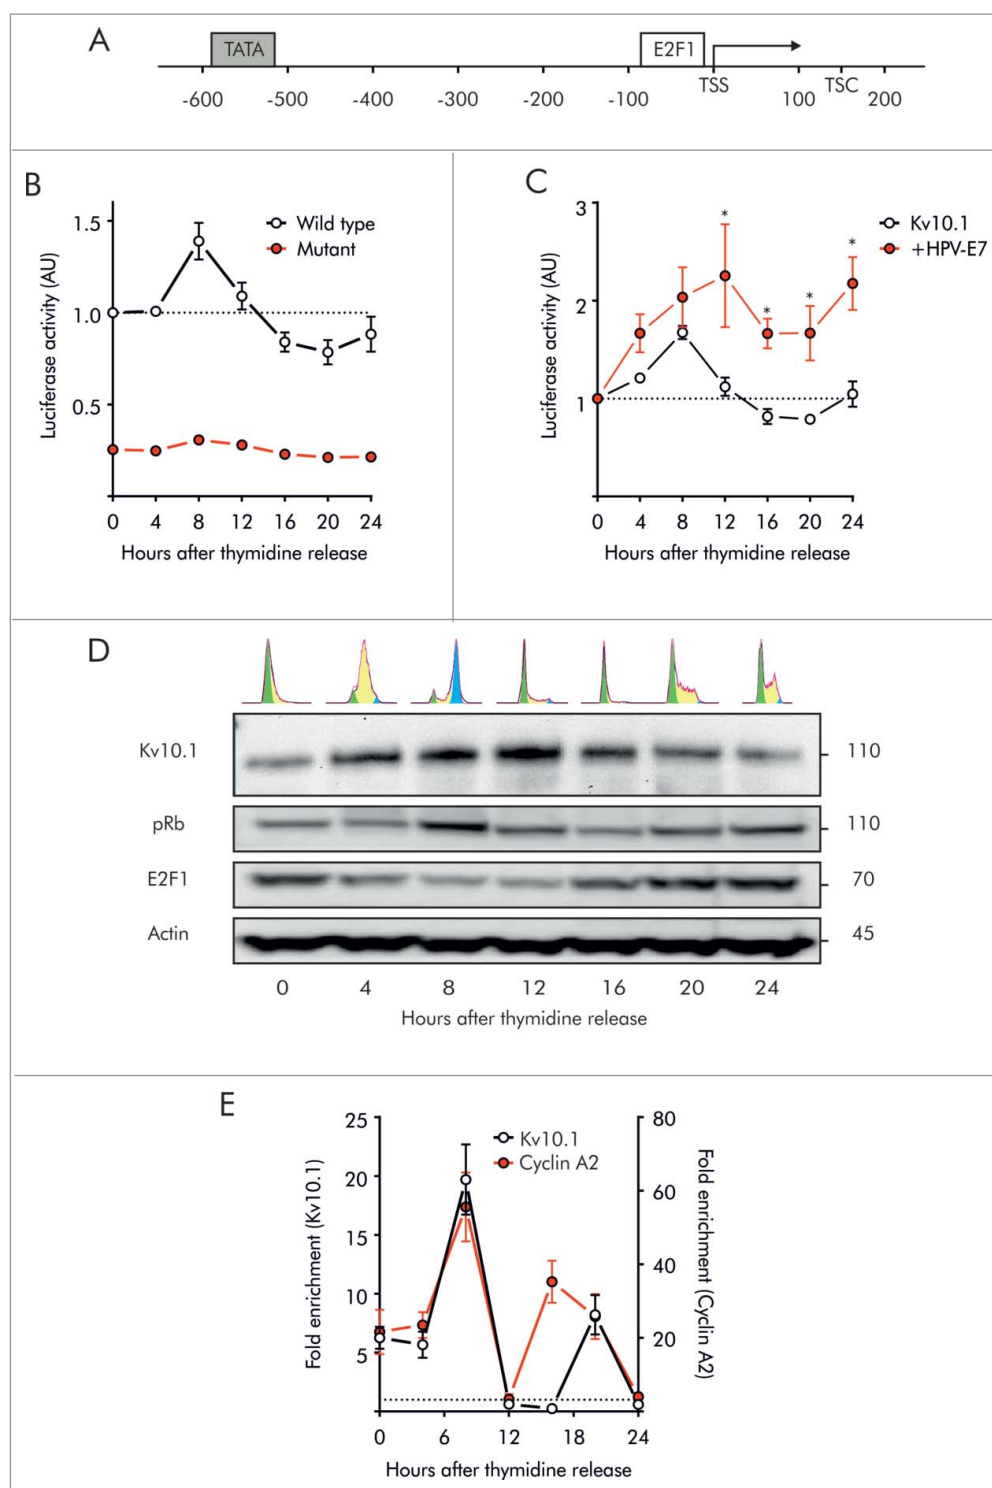 A
TATA
E2F1
-600
-500
-400
-300
-200
-100
TSS
100
TSC
200
B
Luciferase activity (AU)
1.5
1.0
0.5
Wild type
Mutant
0 4 8 12 16 20 24
Hours after thymidine release
C
Luciferase activity (AU)
3
2
1
Kv10.1
+HPV-E7
*
*
*
*
0 4 8 12 16 20 24
Hours after thymidine release
D
Kv10.1
110
pRb
110
E2F1
70
Actin
45
0 4 8 12 16 20 24
Hours after thymidine release
E
Fold enrichment (Kv10.1)
25
20
15
10
5
Kv10.1
Cyclin A2
80
60
40
20
Fold enrichment (Cyclin A2)
0 6 12 18 24
Hours after thymidine release